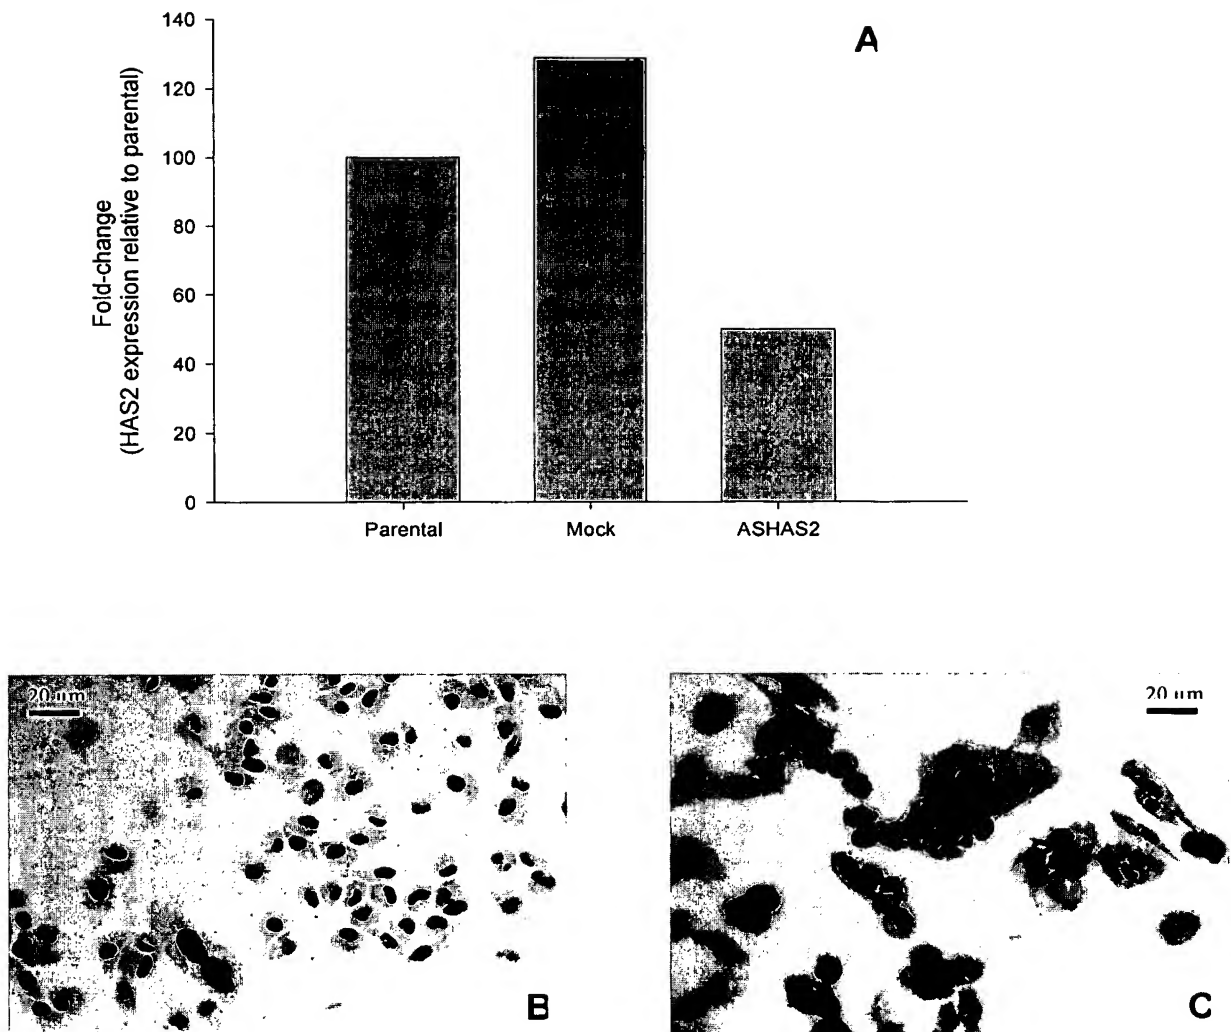 A
Fold-change
(HAS2 expression relative to parental)
140
120
100
80
60
40
20
0
Parental
Mock
ASHAS2
20 µm
20 µm
B
C